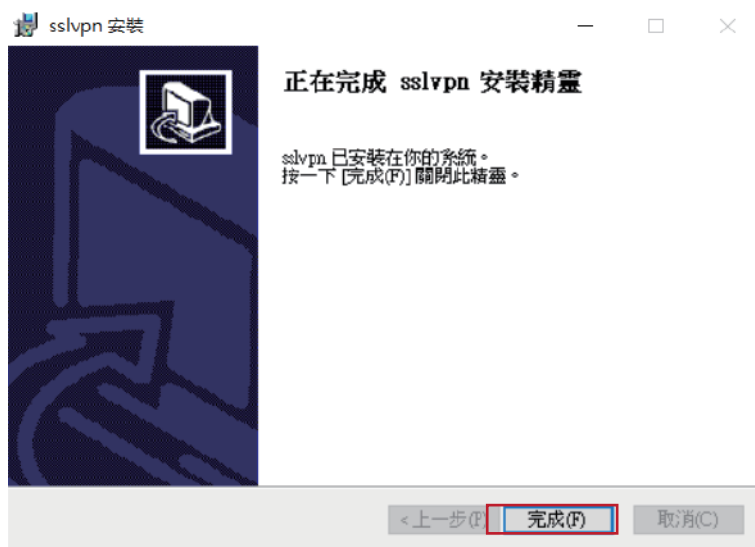 sslvpn 安裝
正在完成 sslvpn 安裝精靈
sslvpn 已安裝在你的系統。
按一下 [完成(F)] 關閉此精靈。
<上一步(P)
完成(F)
取消(C)